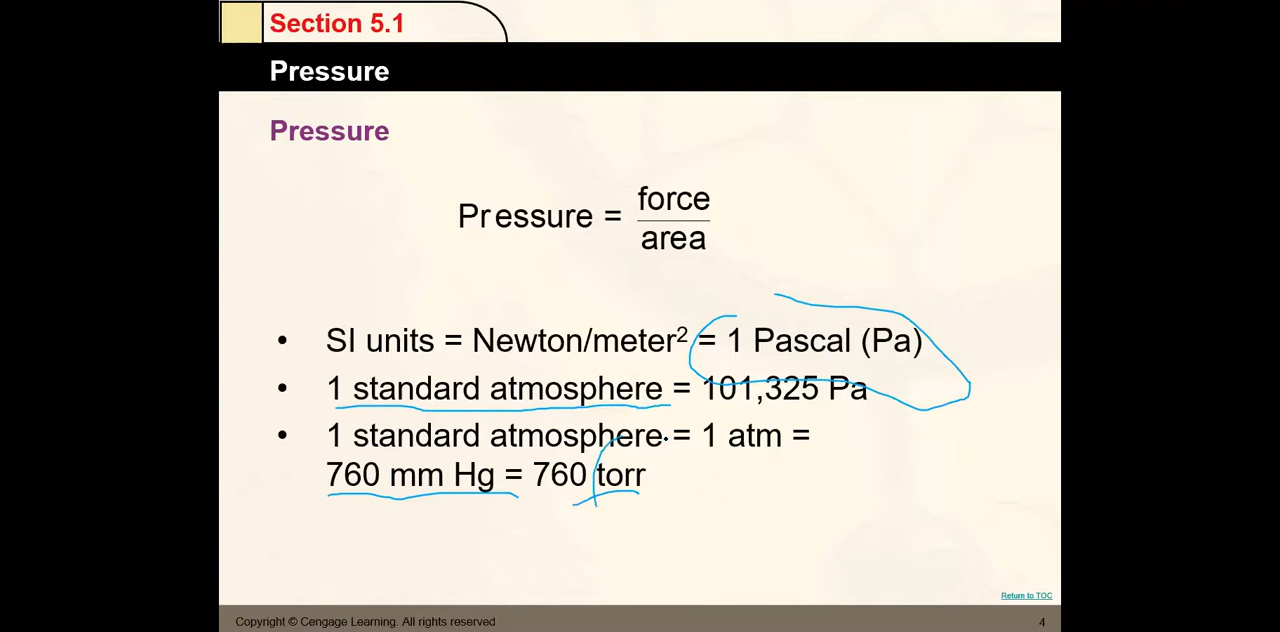 Section 5.1
Pressure
Pressure
Pressure = force
area
• SI units = Newton/meter² = 1 Pascal (Pa)
• 1 standard atmosphere = 101,325 Pa
• 1 standard atmosphere = 1 atm =
760 mm Hg = 760 torr
Return to TOC
Copyright © Cengage Learning. All rights reserved 4